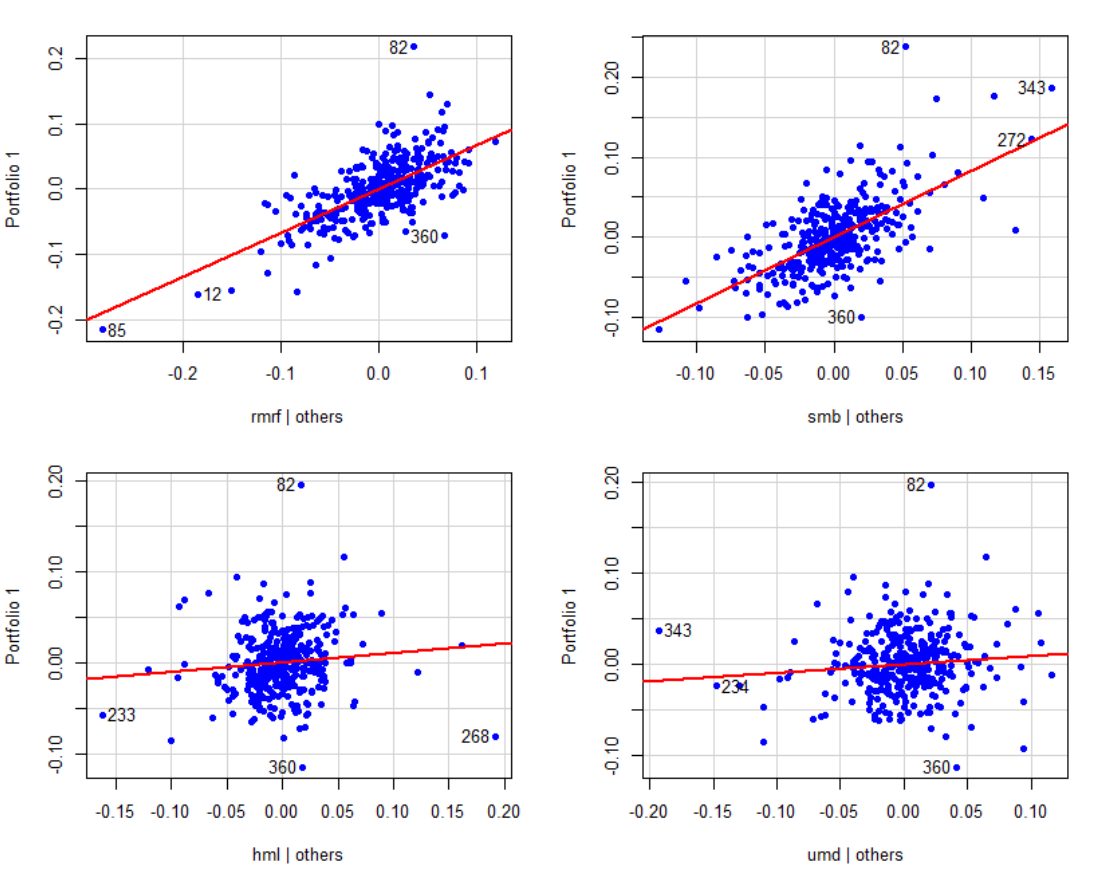 82
360
12
85
0.2
0.1
0.0
-0.1
-0.2
-0.2 -0.1 0.0 0.1
Portfolio 1
rmrf | others
82
343
272
360
0.20
0.10
0.00
-0.10
-0.10 -0.05 0.00 0.05 0.10 0.15
Portfolio 1
smb | others
82
233
268
360
0.20
0.10
0.00
-0.10
-0.15 -0.10 -0.05 0.00 0.05 0.10 0.15 0.20
Portfolio 1
hml | others
82
343
234
360
0.20
0.10
0.00
-0.10
-0.20 -0.15 -0.10 -0.05 0.00 0.05 0.10
Portfolio 1
umd | others